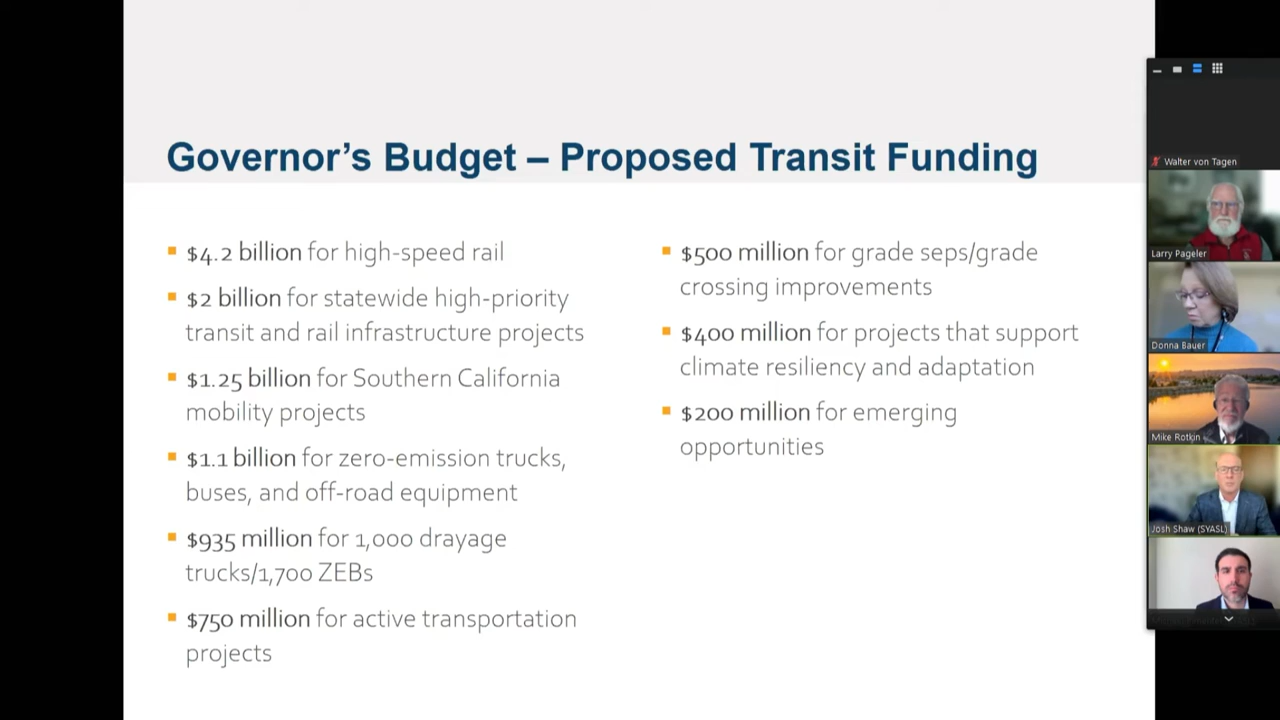 Governor's Budget – Proposed Transit Funding
$4.2 billion for high-speed rail
$2 billion for statewide high-priority
transit and rail infrastructure projects
$1.25 billion for Southern California
mobility projects
$1.1 billion for zero-emission trucks,
buses, and off-road equipment
$935 million for 1,000 drayage
trucks/1,700 ZEBs
$750 million for active transportation
projects
$500 million for grade seps/grade
crossing improvements
$400 million for projects that support
climate resiliency and adaptation
$200 million for emerging
opportunities
Walter von Tagen
Larry Pageler
Donna Bauer
Mike Rotkin
Josh Shaw (SYASL)